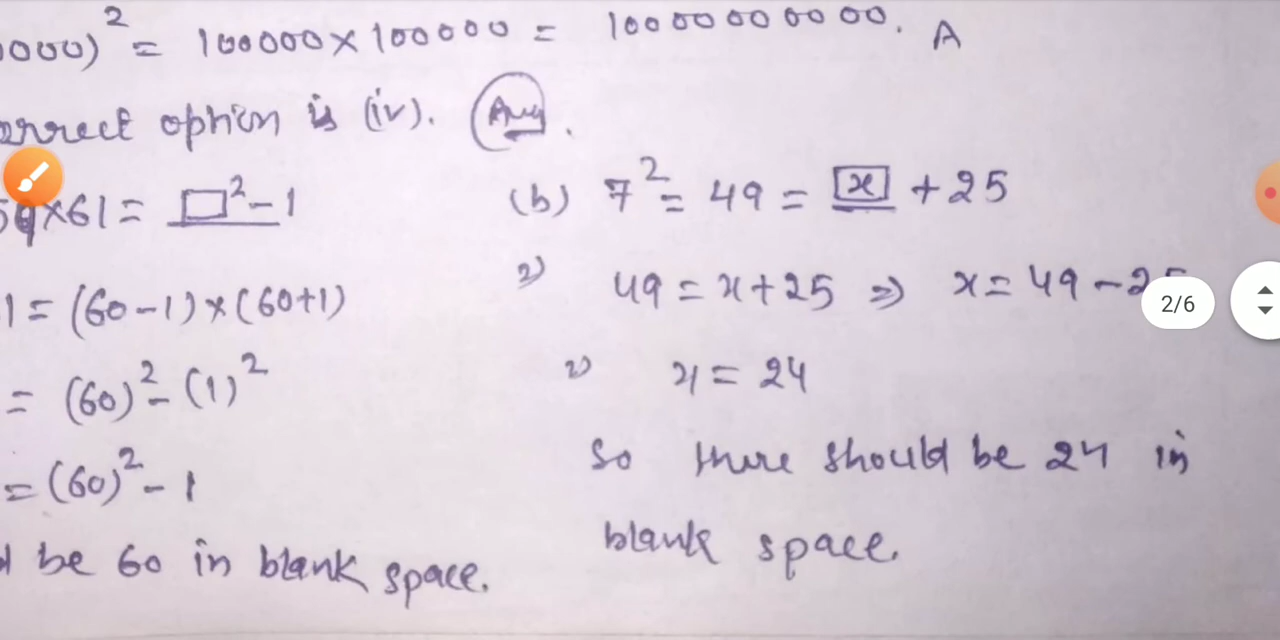 000)² = 100000 × 100000 = 10000000000. A
orrect option is (iv). Ans.
59×61 = □² - 1
1 = (60-1)×(60+1)
= (60)² - (1)²
= (60)² - 1
d be 60 in blank space.
(b) 7² = 49 = x + 25
49 = x+25 ⇒ x = 49 - 25
x = 24
So there should be 24 in
blank space.
2/6